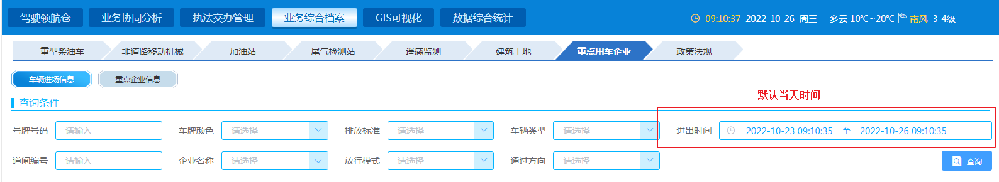 驾驶领航仓 业务协同分析 执法交办管理 业务综合档案 GIS可视化 数据综合统计 09:10:37 2022-10-26 周三 多云 10℃~20℃ 南风 3-4级
重型柴油车 非道路移动机械 加油站 尾气检测站 遥感监测 建筑工地 重点用车企业 政策法规
车辆进场信息 重点企业信息
默认当天时间
查询条件
号牌号码 请输入 车牌颜色 请选择 排放标准 请选择 车辆类型 请选择 进出时间 2022-10-23 09:10:35 至 2022-10-26 09:10:35
道闸编号 请输入 企业名称 请选择 放行模式 请选择 通过方向 请选择 查询